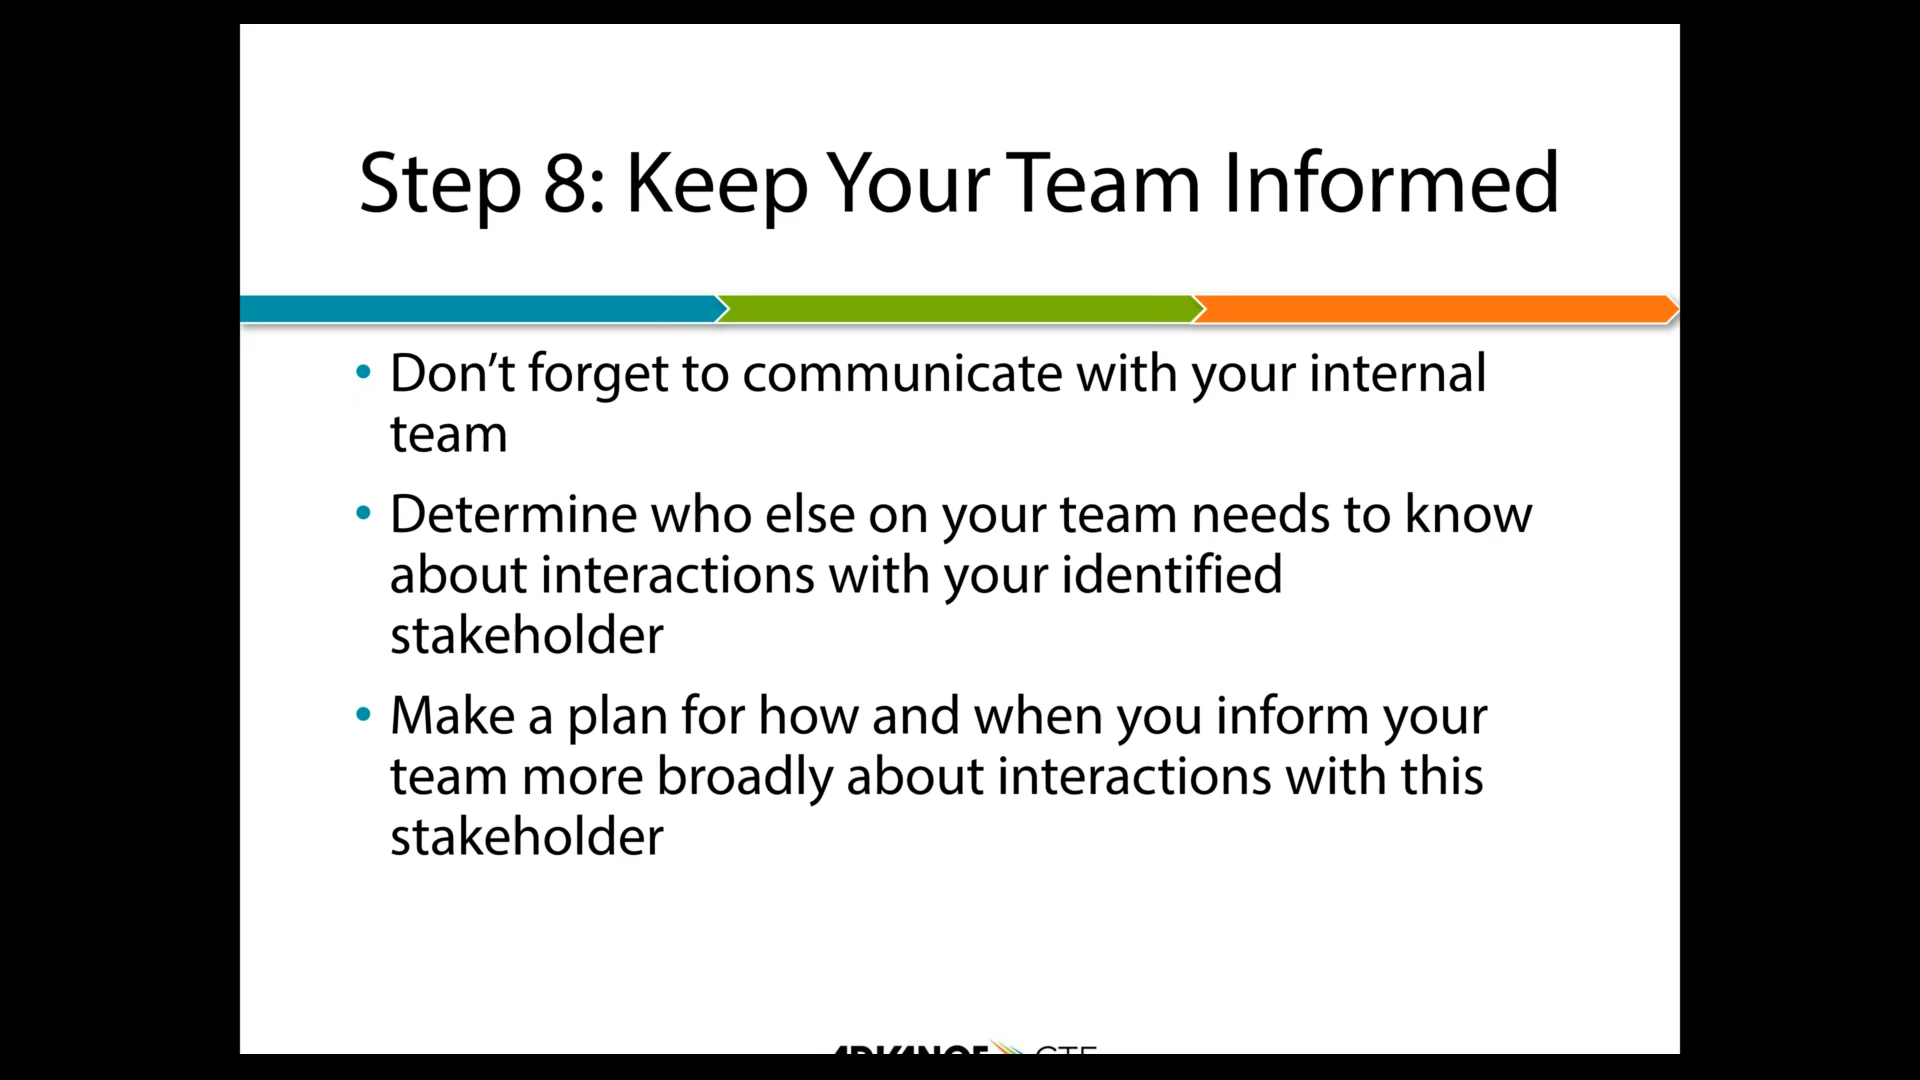 Step 8: Keep Your Team Informed
• Don’t forget to communicate with your internal
team
• Determine who else on your team needs to know
about interactions with your identified
stakeholder
• Make a plan for how and when you inform your
team more broadly about interactions with this
stakeholder
ADVANCE CTE